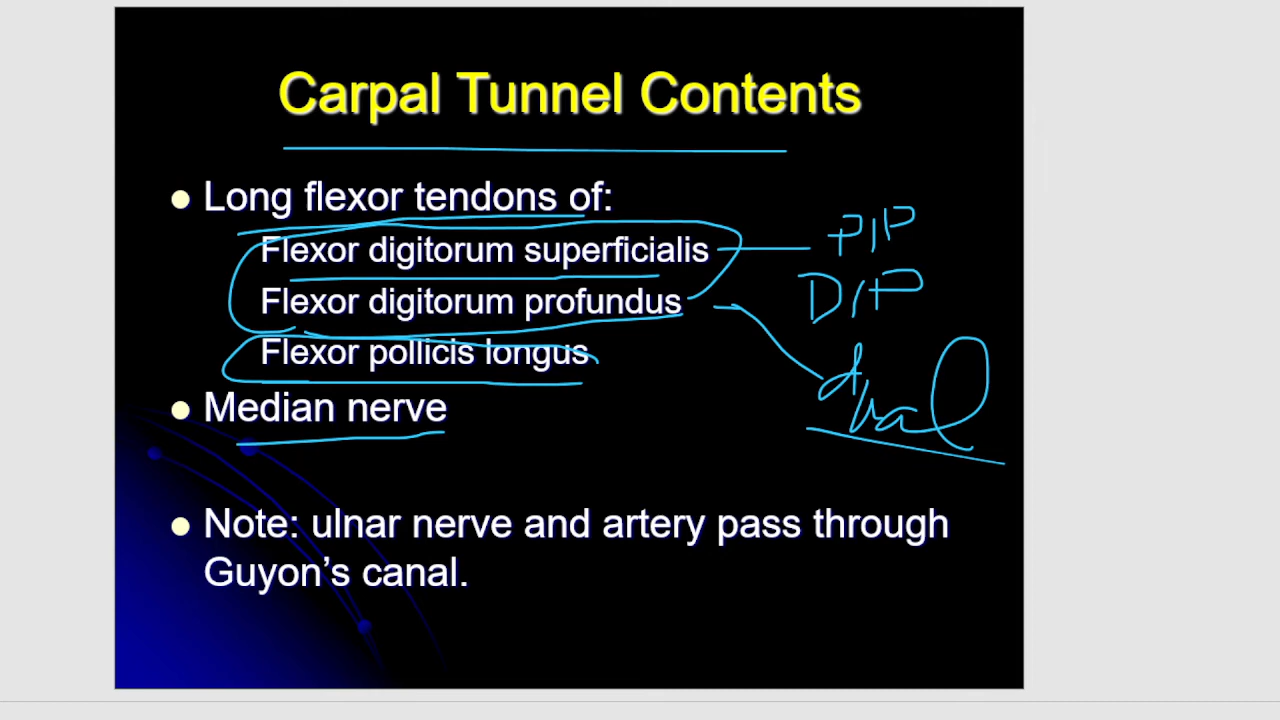 Carpal Tunnel Contents
Long flexor tendons of:
Flexor digitorum superficialis
PIP
Flexor digitorum profundus
DIP
dual
Flexor pollicis longus
Median nerve
Note: ulnar nerve and artery pass through
Guyon's canal.